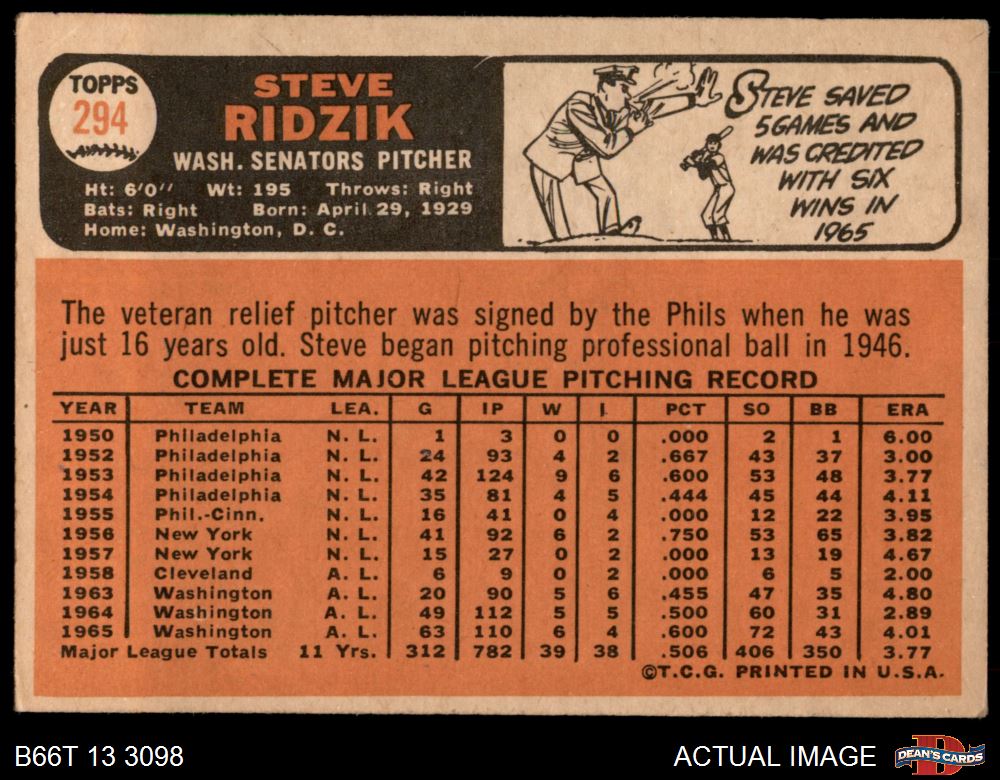 TOPPS
294
STEVE
RIDZIK
WASH. SENATORS PITCHER
Ht: 6'0" Wt: 195 Throws: Right
Bats: Right Born: April 29, 1929
Home: Washington, D. C.
STEVE SAVED
5 GAMES AND
WAS CREDITED
WITH SIX
WINS IN
1965
The veteran relief pitcher was signed by the Phils when he was
just 16 years old. Steve began pitching professional ball in 1946.
COMPLETE MAJOR LEAGUE PITCHING RECORD
YEAR TEAM LEA. G IP W L PCT SO BB ERA
1950 Philadelphia N. L. 1 3 0 0 .000 2 1 6.00
1952 Philadelphia N. L. 24 93 4 2 .667 43 37 3.00
1953 Philadelphia N. L. 42 124 9 6 .600 53 48 3.77
1954 Philadelphia N. L. 35 81 4 5 .444 45 44 4.11
1955 Phil.-Cinn. N. L. 16 41 0 4 .000 12 22 3.95
1956 New York N. L. 41 92 6 2 .750 53 65 3.82
1957 New York N. L. 15 27 0 2 .000 13 19 4.67
1958 Cleveland A. L. 6 9 0 2 .000 6 5 2.00
1963 Washington A. L. 20 90 5 6 .455 47 35 4.80
1964 Washington A. L. 49 112 5 5 .500 60 31 2.89
1965 Washington A. L. 63 110 6 4 .600 72 43 4.01
Major League Totals 11 Yrs. 312 782 39 38 .506 406 350 3.77
©T.C.G. PRINTED IN U.S.A.
B66T 13 3098
ACTUAL IMAGE
DEAN'S CARDS